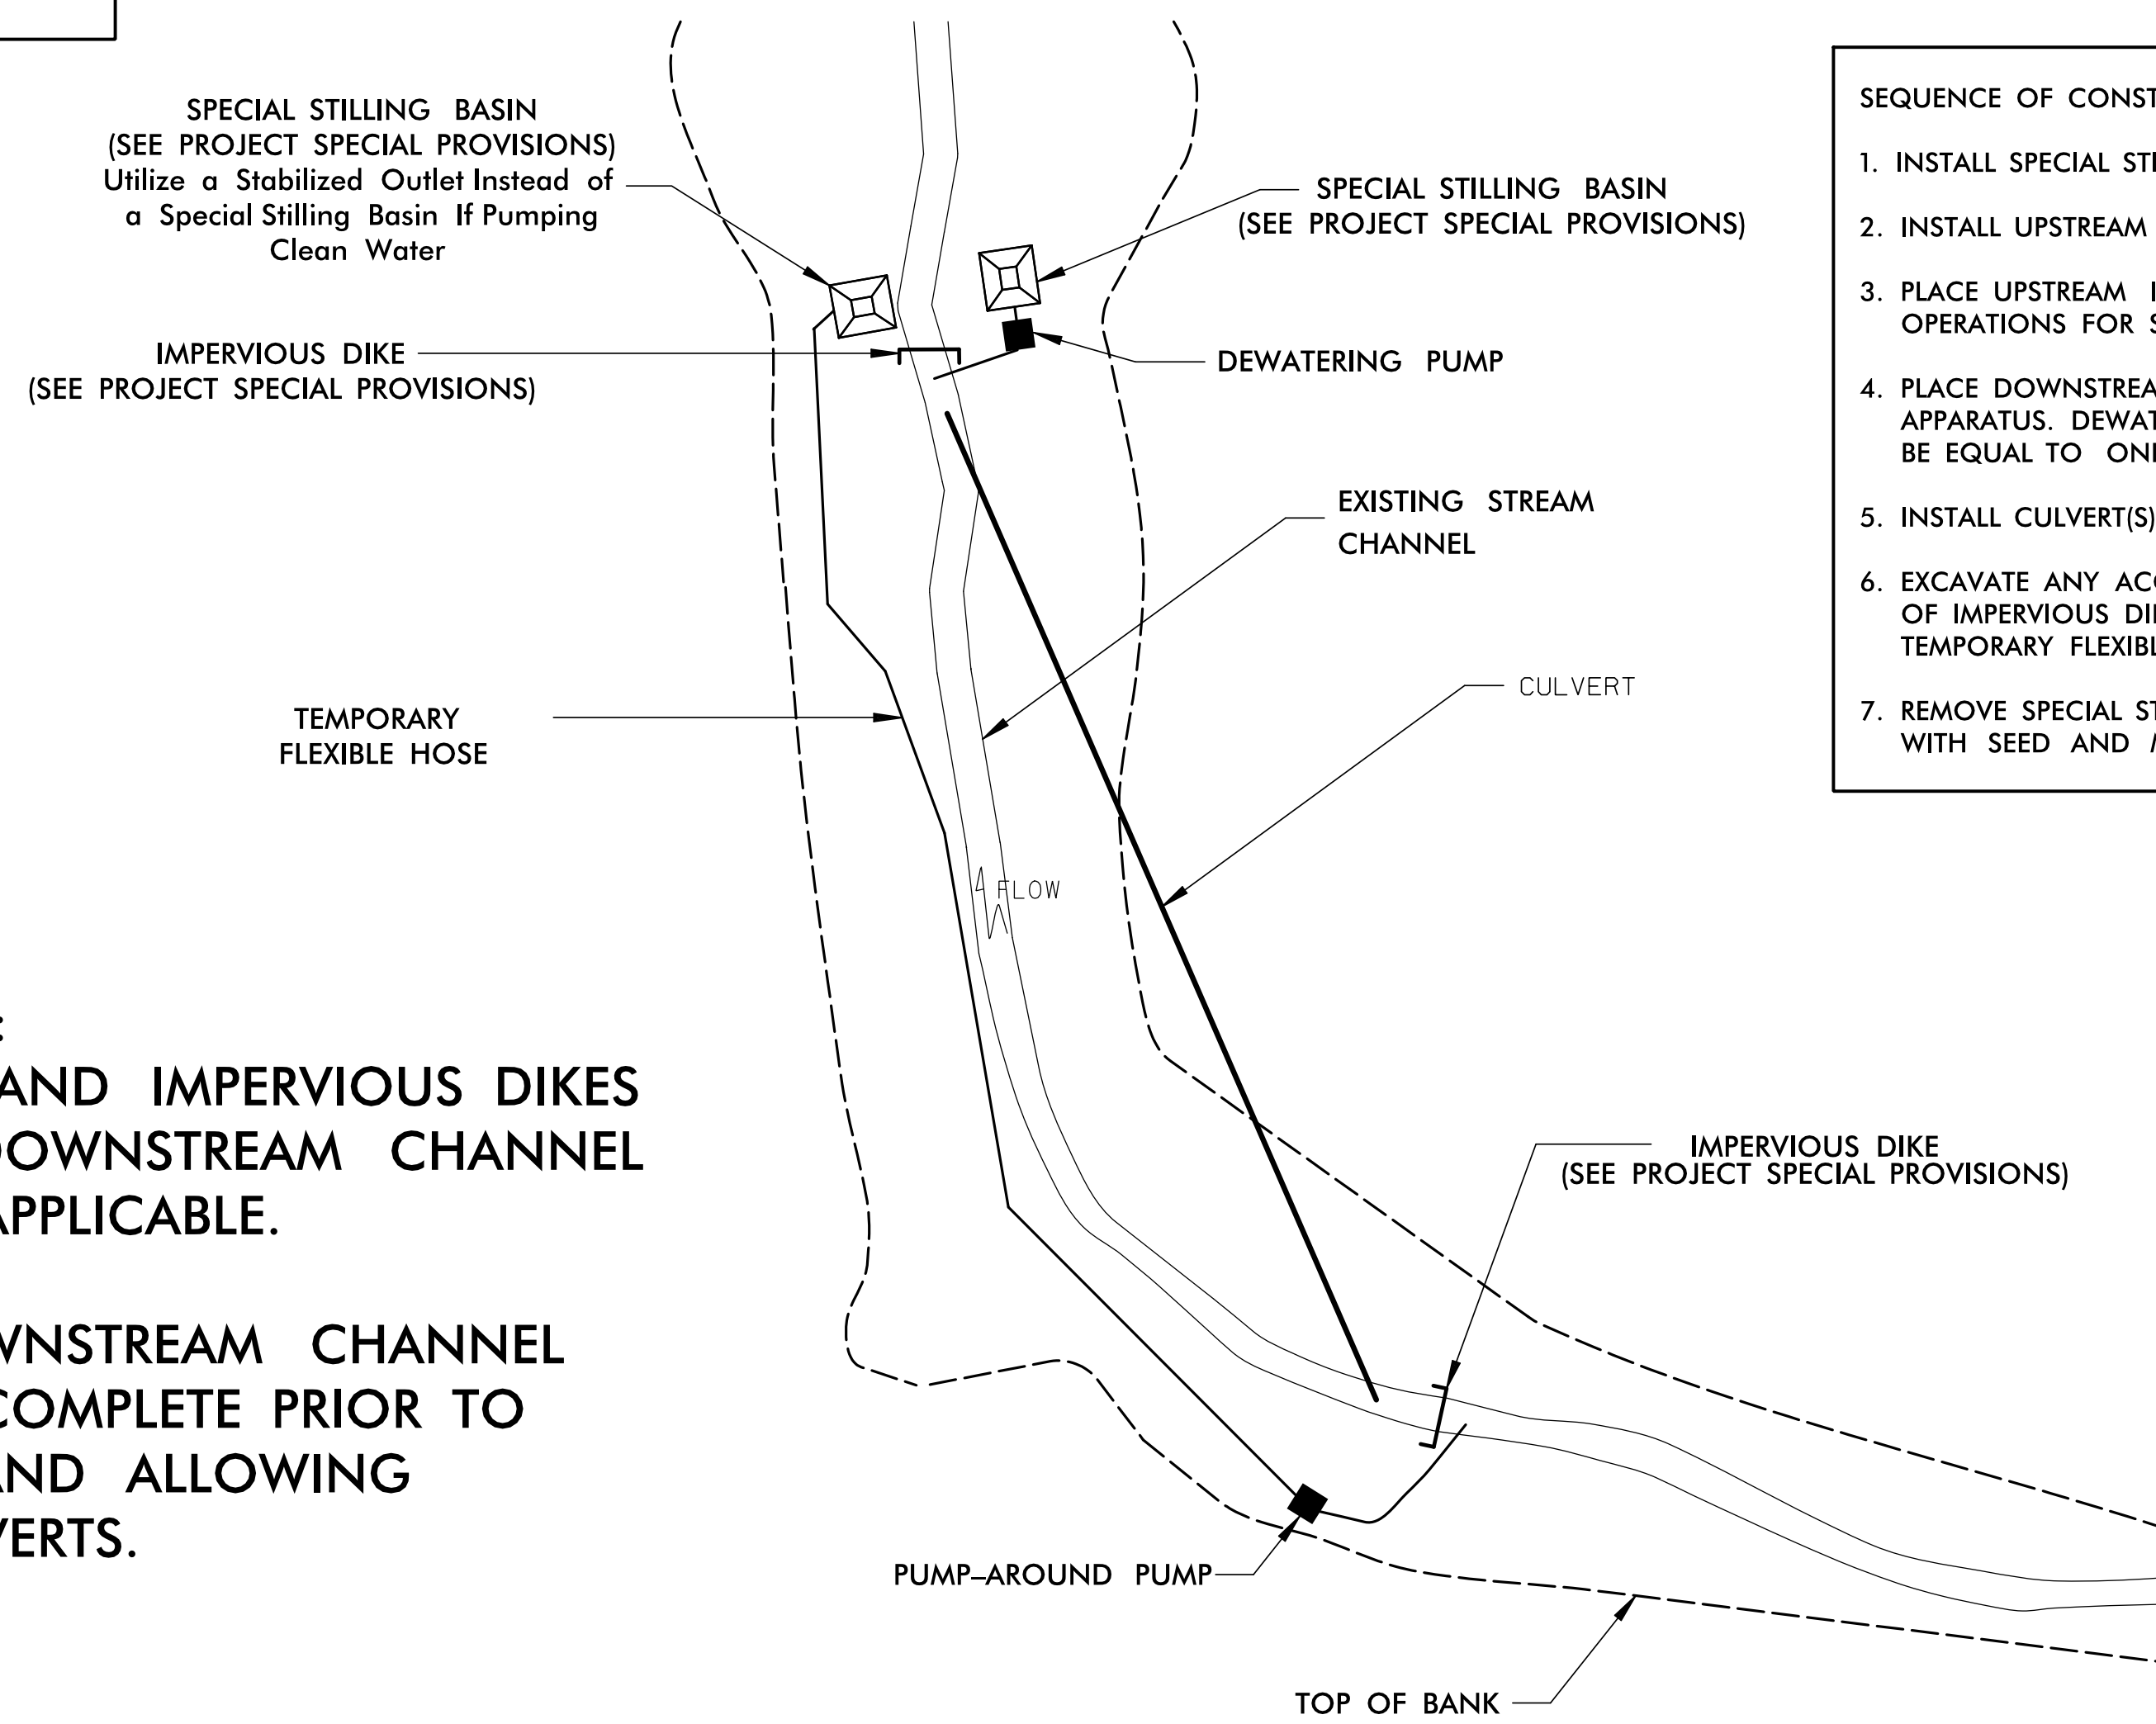 SPECIAL STILLING BASIN
(SEE PROJECT SPECIAL PROVISIONS)
Utilize a Stabilized Outlet Instead of
a Special Stilling Basin If Pumping
Clean Water
IMPERVIOUS DIKE
(SEE PROJECT SPECIAL PROVISIONS)
SPECIAL STILLING BASIN
(SEE PROJECT SPECIAL PROVISIONS)
DEWATERING PUMP
EXISTING STREAM
CHANNEL
CULVERT
TEMPORARY
FLEXIBLE HOSE
FLOW
IMPERVIOUS DIKE
(SEE PROJECT SPECIAL PROVISIONS)
PUMP-AROUND PUMP
TOP OF BANK
:
AND IMPERVIOUS DIKES
DOWNSTREAM CHANNEL
APPLICABLE.
WNSTREAM CHANNEL
COMPLETE PRIOR TO
AND ALLOWING
VERTS.
SEQUENCE OF CONST
1. INSTALL SPECIAL STI
2. INSTALL UPSTREAM
3. PLACE UPSTREAM I
OPERATIONS FOR S
4. PLACE DOWNSTREA
APPARATUS. DEWAT
BE EQUAL TO ON
5. INSTALL CULVERT(S)
6. EXCAVATE ANY ACC
OF IMPERVIOUS DI
TEMPORARY FLEXIB
7. REMOVE SPECIAL ST
WITH SEED AND